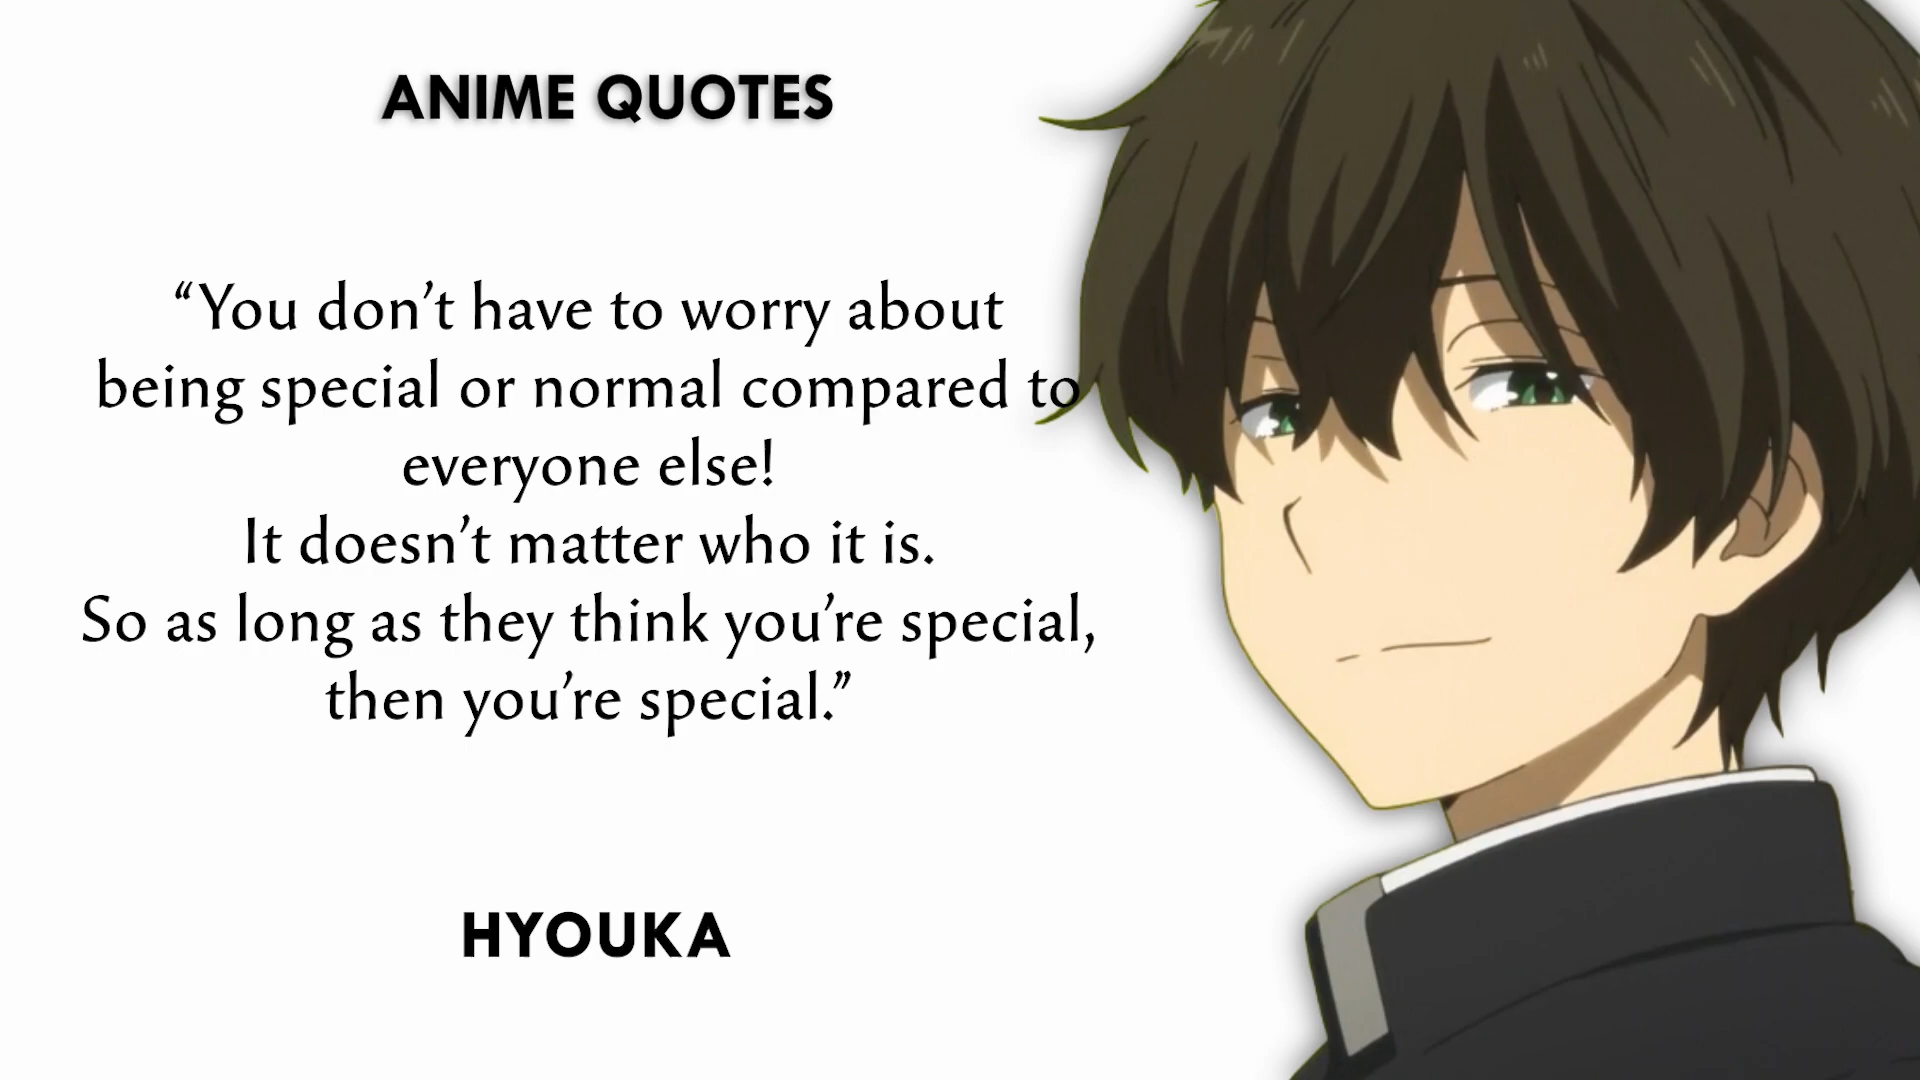 ANIME QUOTES
“You don’t have to worry about
being special or normal compared to
everyone else!
It doesn’t matter who it is.
So as long as they think you’re special,
then you’re special.”
HYOUKA